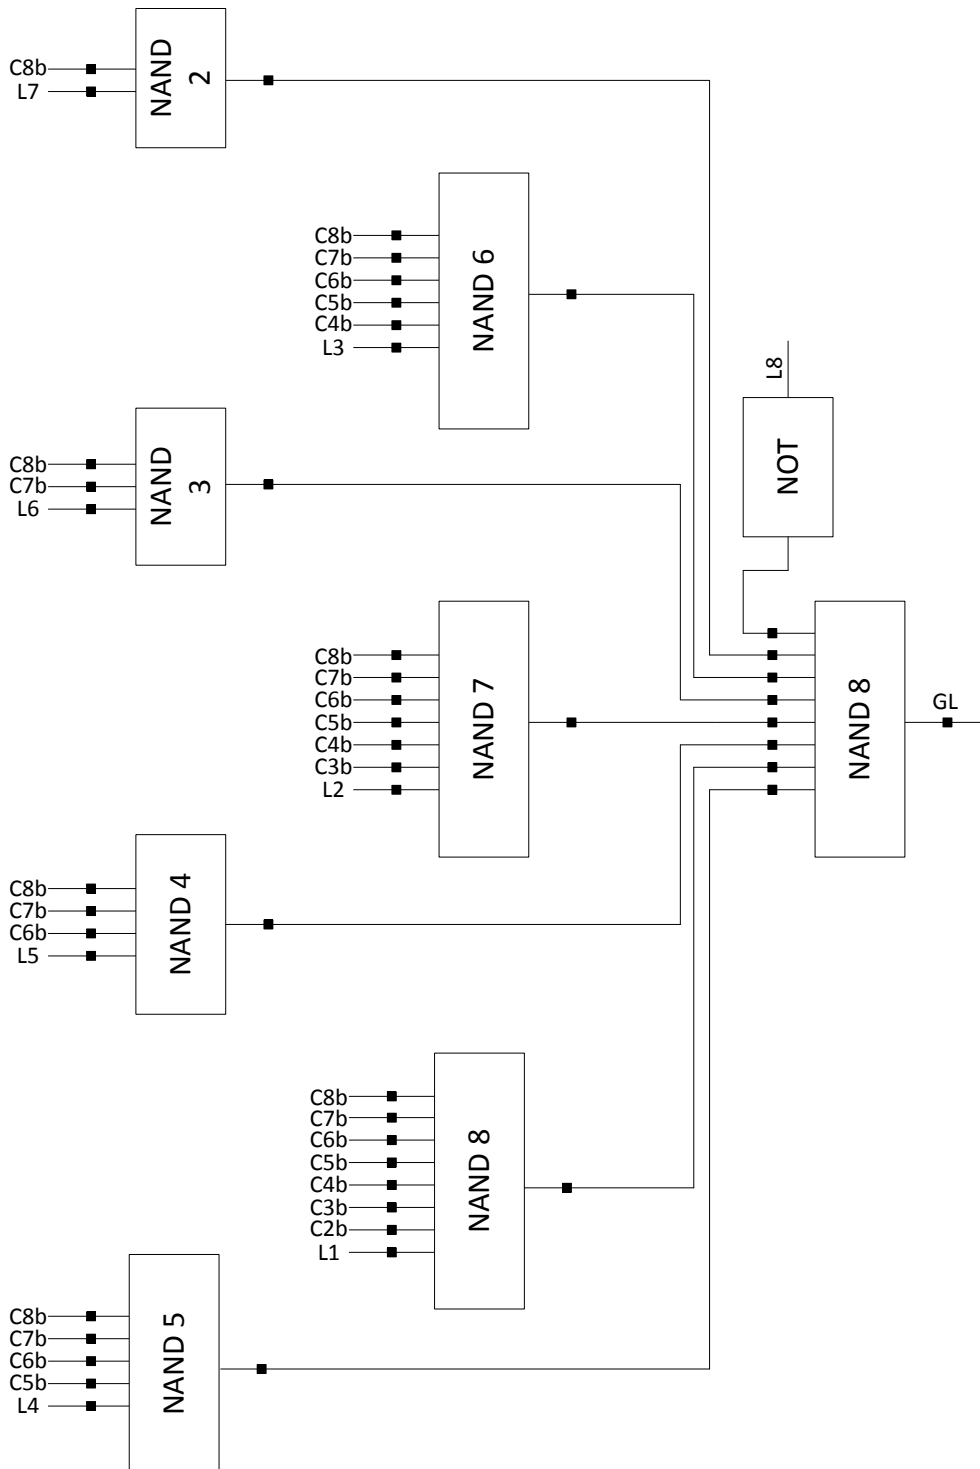 C8b
L7
NAND
2
C8b
C7b
C6b
C5b
C4b
L3
NAND 6
L8
NOT
C8b
C7b
L6
NAND
3
C8b
C7b
C6b
C5b
C4b
C3b
L2
NAND 7
NAND 8
GL
C8b
C7b
C6b
L5
NAND 4
C8b
C7b
C6b
C5b
C4b
C3b
C2b
L1
NAND 8
C8b
C7b
C6b
C5b
L4
NAND 5